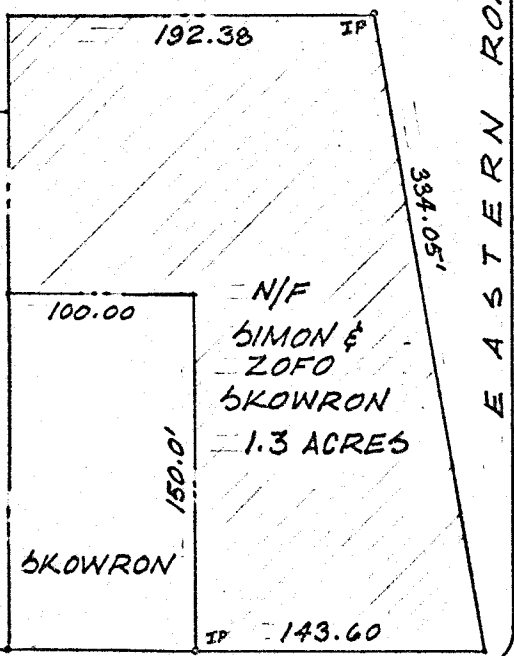 192.38
IP
EASTERN
334.05'
100.00
N/F
SIMON &
ZOFO
SKOWRON
1.3 ACRES
150.0'
SKOWRON
IP
143.60